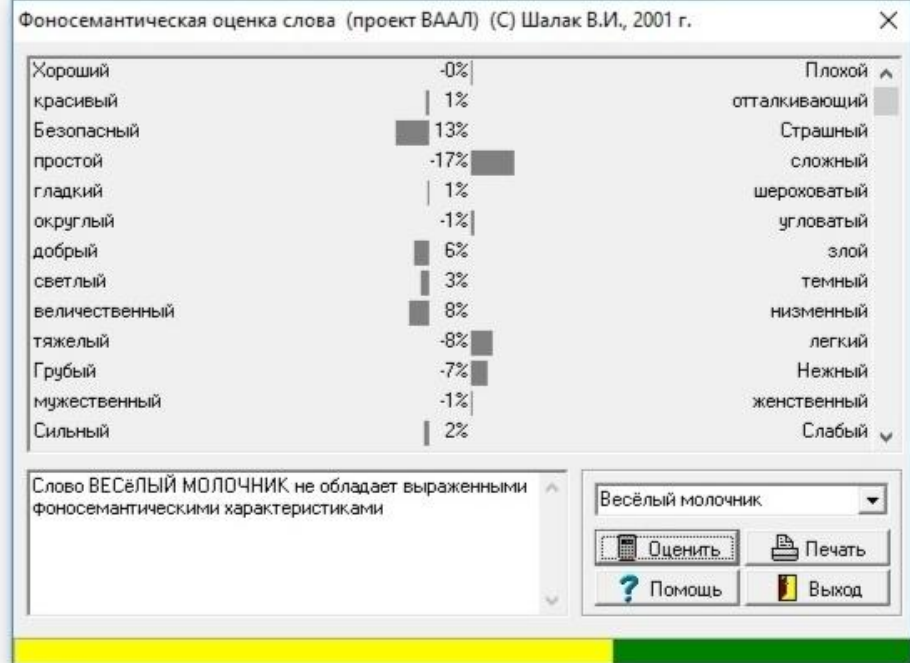 Фоносемантическая оценка слова (проект ВААЛ) (C) Шалак В.И., 2001 г.
Хороший -0% Плохой
красивый 1% отталкивающий
Безопасный 13% Страшный
простой -17% сложный
гладкий 1% шероховатый
округлый -1% угловатый
добрый 6% злой
светлый 3% темный
величественный 8% низменный
тяжелый -8% легкий
Грубый -7% Нежный
мужественный -1% женственный
Сильный 2% Слабый
Слово ВЕСёЛЫЙ МОЛОЧНИК не обладает выраженными
фоносемантическими характеристиками
Весёлый молочник
Оценить Печать
Помощь Выход